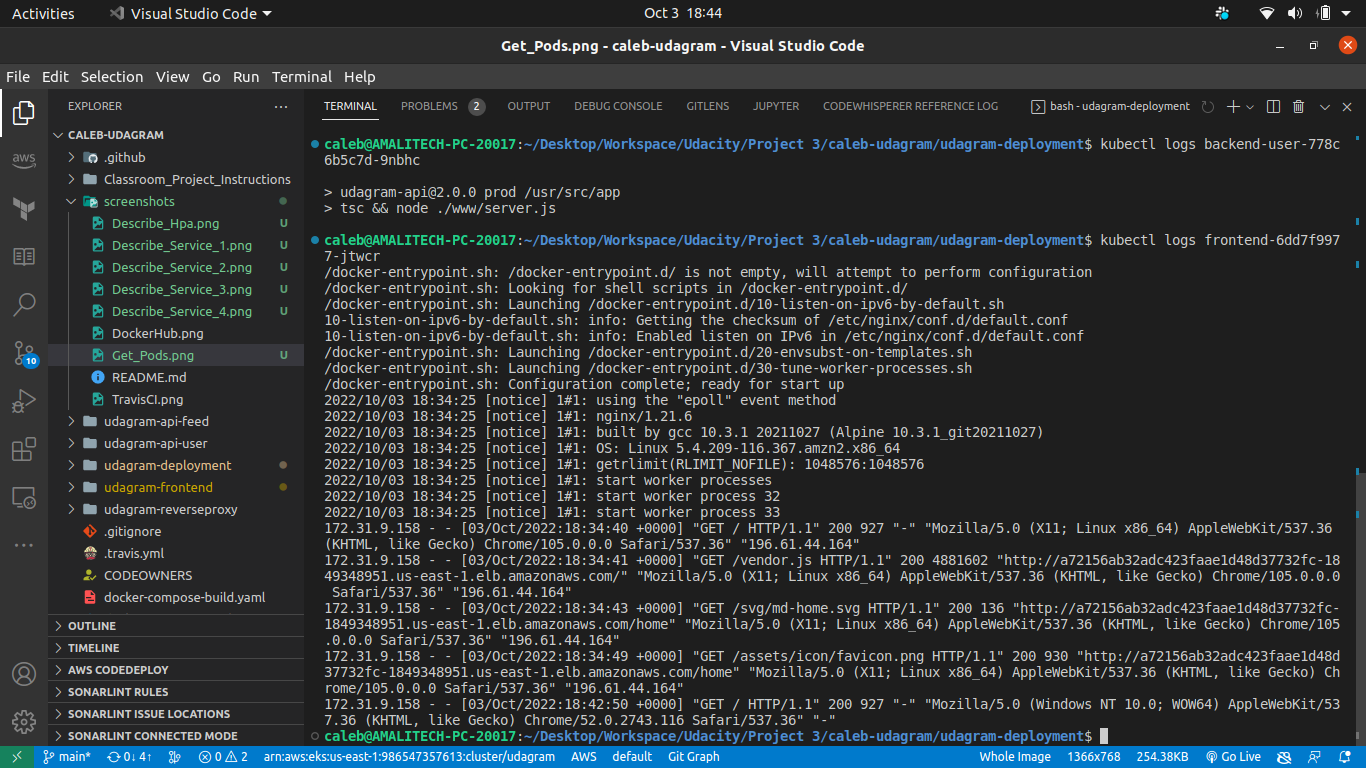 Activities
Visual Studio Code
Oct 3 18:44
Get_Pods.png - caleb-udagram - Visual Studio Code
File Edit Selection View Go Run Terminal Help
EXPLORER
CALEB-UDAGRAM
.github
Classroom_Project_Instructions
screenshots
Describe_Hpa.png U
Describe_Service_1.png U
Describe_Service_2.png U
Describe_Service_3.png U
Describe_Service_4.png U
DockerHub.png
Get_Pods.png U
README.md
TravisCI.png
udagram-api-feed
udagram-api-user
udagram-deployment
udagram-frontend
udagram-reverseproxy
.gitignore
.travis.yml
CODEOWNERS
docker-compose-build.yaml
OUTLINE
TIMELINE
AWS CODEDEPLOY
SONARLINT RULES
SONARLINT ISSUE LOCATIONS
SONARLINT CONNECTED MODE
aws
10
TERMINAL PROBLEMS 2 OUTPUT DEBUG CONSOLE GITLENS JUPYTER CODEWHISPERER REFERENCE LOG
bash - udagram-deployment
caleb@AMALITECH-PC-20017:~/Desktop/Workspace/Udacity/Project 3/caleb-udagram/udagram-deployment$ kubectl logs backend-user-778c
6b5c7d-9nbhc
> udagram-api@2.0.0 prod /usr/src/app
> tsc && node ./www/server.js
caleb@AMALITECH-PC-20017:~/Desktop/Workspace/Udacity/Project 3/caleb-udagram/udagram-deployment$ kubectl logs frontend-6dd7f997
7-jtwcr
/docker-entrypoint.sh: /docker-entrypoint.d/ is not empty, will attempt to perform configuration
/docker-entrypoint.sh: Looking for shell scripts in /docker-entrypoint.d/
/docker-entrypoint.sh: Launching /docker-entrypoint.d/10-listen-on-ipv6-by-default.sh
10-listen-on-ipv6-by-default.sh: info: Getting the checksum of /etc/nginx/conf.d/default.conf
10-listen-on-ipv6-by-default.sh: info: Enabled listen on IPv6 in /etc/nginx/conf.d/default.conf
/docker-entrypoint.sh: Launching /docker-entrypoint.d/20-envsubst-on-templates.sh
/docker-entrypoint.sh: Launching /docker-entrypoint.d/30-tune-worker-processes.sh
/docker-entrypoint.sh: Configuration complete; ready for start up
2022/10/03 18:34:25 [notice] 1#1: using the "epoll" event method
2022/10/03 18:34:25 [notice] 1#1: nginx/1.21.6
2022/10/03 18:34:25 [notice] 1#1: built by gcc 10.3.1 20211027 (Alpine 10.3.1_git20211027)
2022/10/03 18:34:25 [notice] 1#1: OS: Linux 5.4.209-116.367.amzn2.x86_64
2022/10/03 18:34:25 [notice] 1#1: getrlimit(RLIMIT_NOFILE): 1048576:1048576
2022/10/03 18:34:25 [notice] 1#1: start worker processes
2022/10/03 18:34:25 [notice] 1#1: start worker process 32
2022/10/03 18:34:25 [notice] 1#1: start worker process 33
172.31.9.158 - - [03/Oct/2022:18:34:40 +0000] "GET / HTTP/1.1" 200 927 "-" "Mozilla/5.0 (X11; Linux x86_64) AppleWebKit/537.36
(KHTML, like Gecko) Chrome/105.0.0.0 Safari/537.36" "196.61.44.164"
172.31.9.158 - - [03/Oct/2022:18:34:41 +0000] "GET /vendor.js HTTP/1.1" 200 4881602 "http://a72156ab32adc423faae1d48d37732fc-18
49348951.us-east-1.elb.amazonaws.com/" "Mozilla/5.0 (X11; Linux x86_64) AppleWebKit/537.36 (KHTML, like Gecko) Chrome/105.0.0.0
Safari/537.36" "196.61.44.164"
172.31.9.158 - - [03/Oct/2022:18:34:43 +0000] "GET /svg/md-home.svg HTTP/1.1" 200 136 "http://a72156ab32adc423faae1d48d37732fc-
1849348951.us-east-1.elb.amazonaws.com/home" "Mozilla/5.0 (X11; Linux x86_64) AppleWebKit/537.36 (KHTML, like Gecko) Chrome/105
.0.0.0 Safari/537.36" "196.61.44.164"
172.31.9.158 - - [03/Oct/2022:18:34:49 +0000] "GET /assets/icon/favicon.png HTTP/1.1" 200 930 "http://a72156ab32adc423faae1d48d
37732fc-1849348951.us-east-1.elb.amazonaws.com/home" "Mozilla/5.0 (X11; Linux x86_64) AppleWebKit/537.36 (KHTML, like Gecko) Ch
rome/105.0.0.0 Safari/537.36" "196.61.44.164"
172.31.9.158 - - [03/Oct/2022:18:42:50 +0000] "GET / HTTP/1.1" 200 927 "-" "Mozilla/5.0 (Windows NT 10.0; WOW64) AppleWebKit/53
7.36 (KHTML, like Gecko) Chrome/52.0.2743.116 Safari/537.36" "-"
caleb@AMALITECH-PC-20017:~/Desktop/Workspace/Udacity/Project 3/caleb-udagram/udagram-deployment$
main* 0↓ 4↑ 0 2 arn:aws:eks:us-east-1:986547357613:cluster/udagram AWS default Git Graph Whole Image 1366x768 254.38KB Go Live